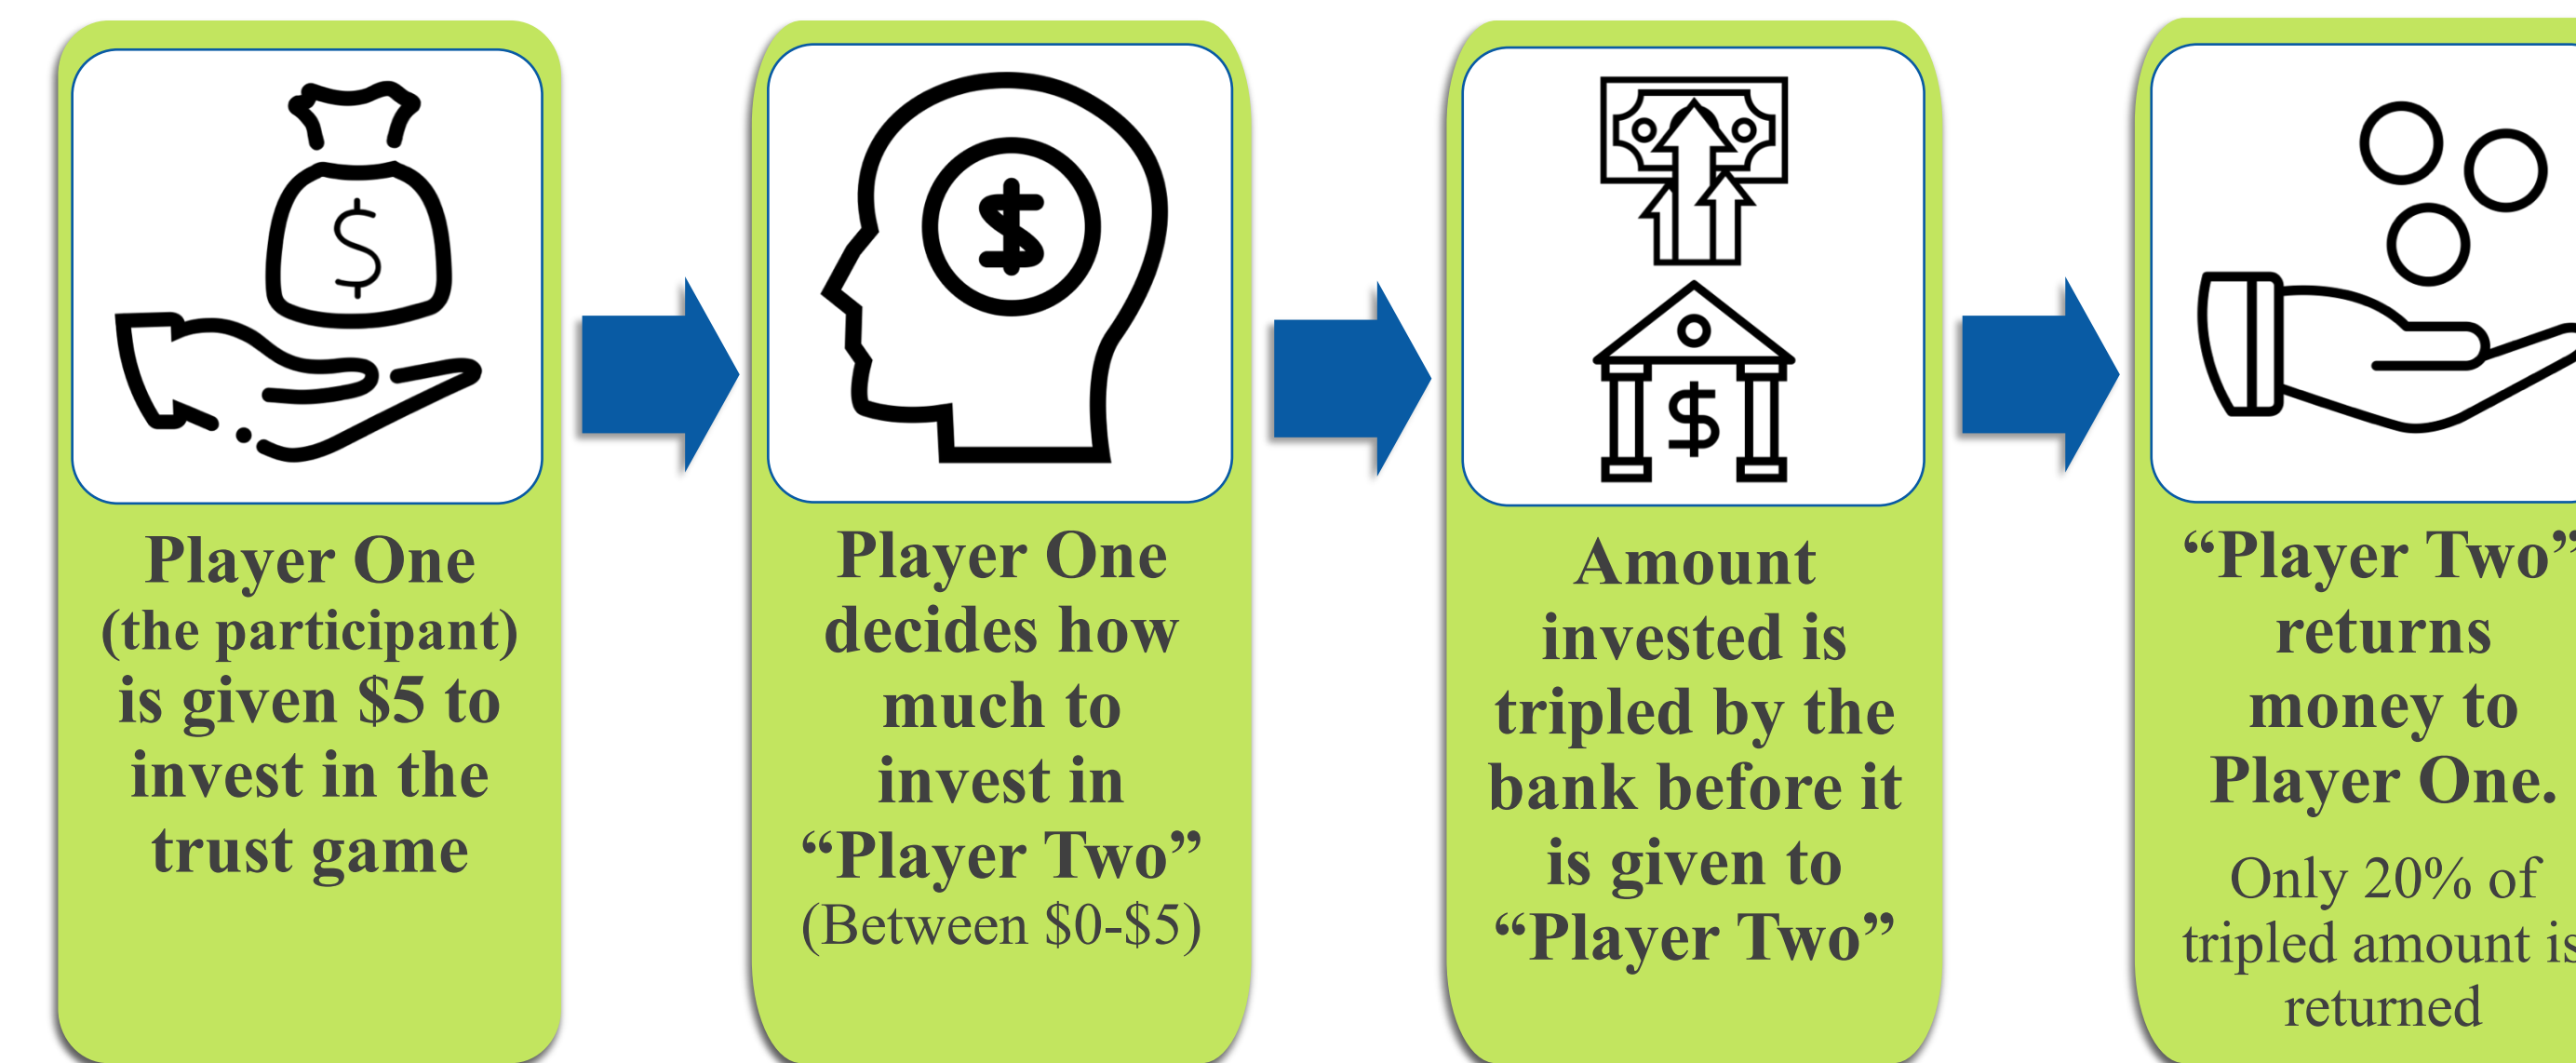 $
Player One
(the participant)
is given $5 to
invest in the
trust game
$
Player One
decides how
much to
invest in
“Player Two”
(Between $0-$5)
$
Amount
invested is
tripled by the
bank before it
is given to
“Player Two”
“Player Two”
returns
money to
Player One.
Only 20% of
tripled amount is
returned